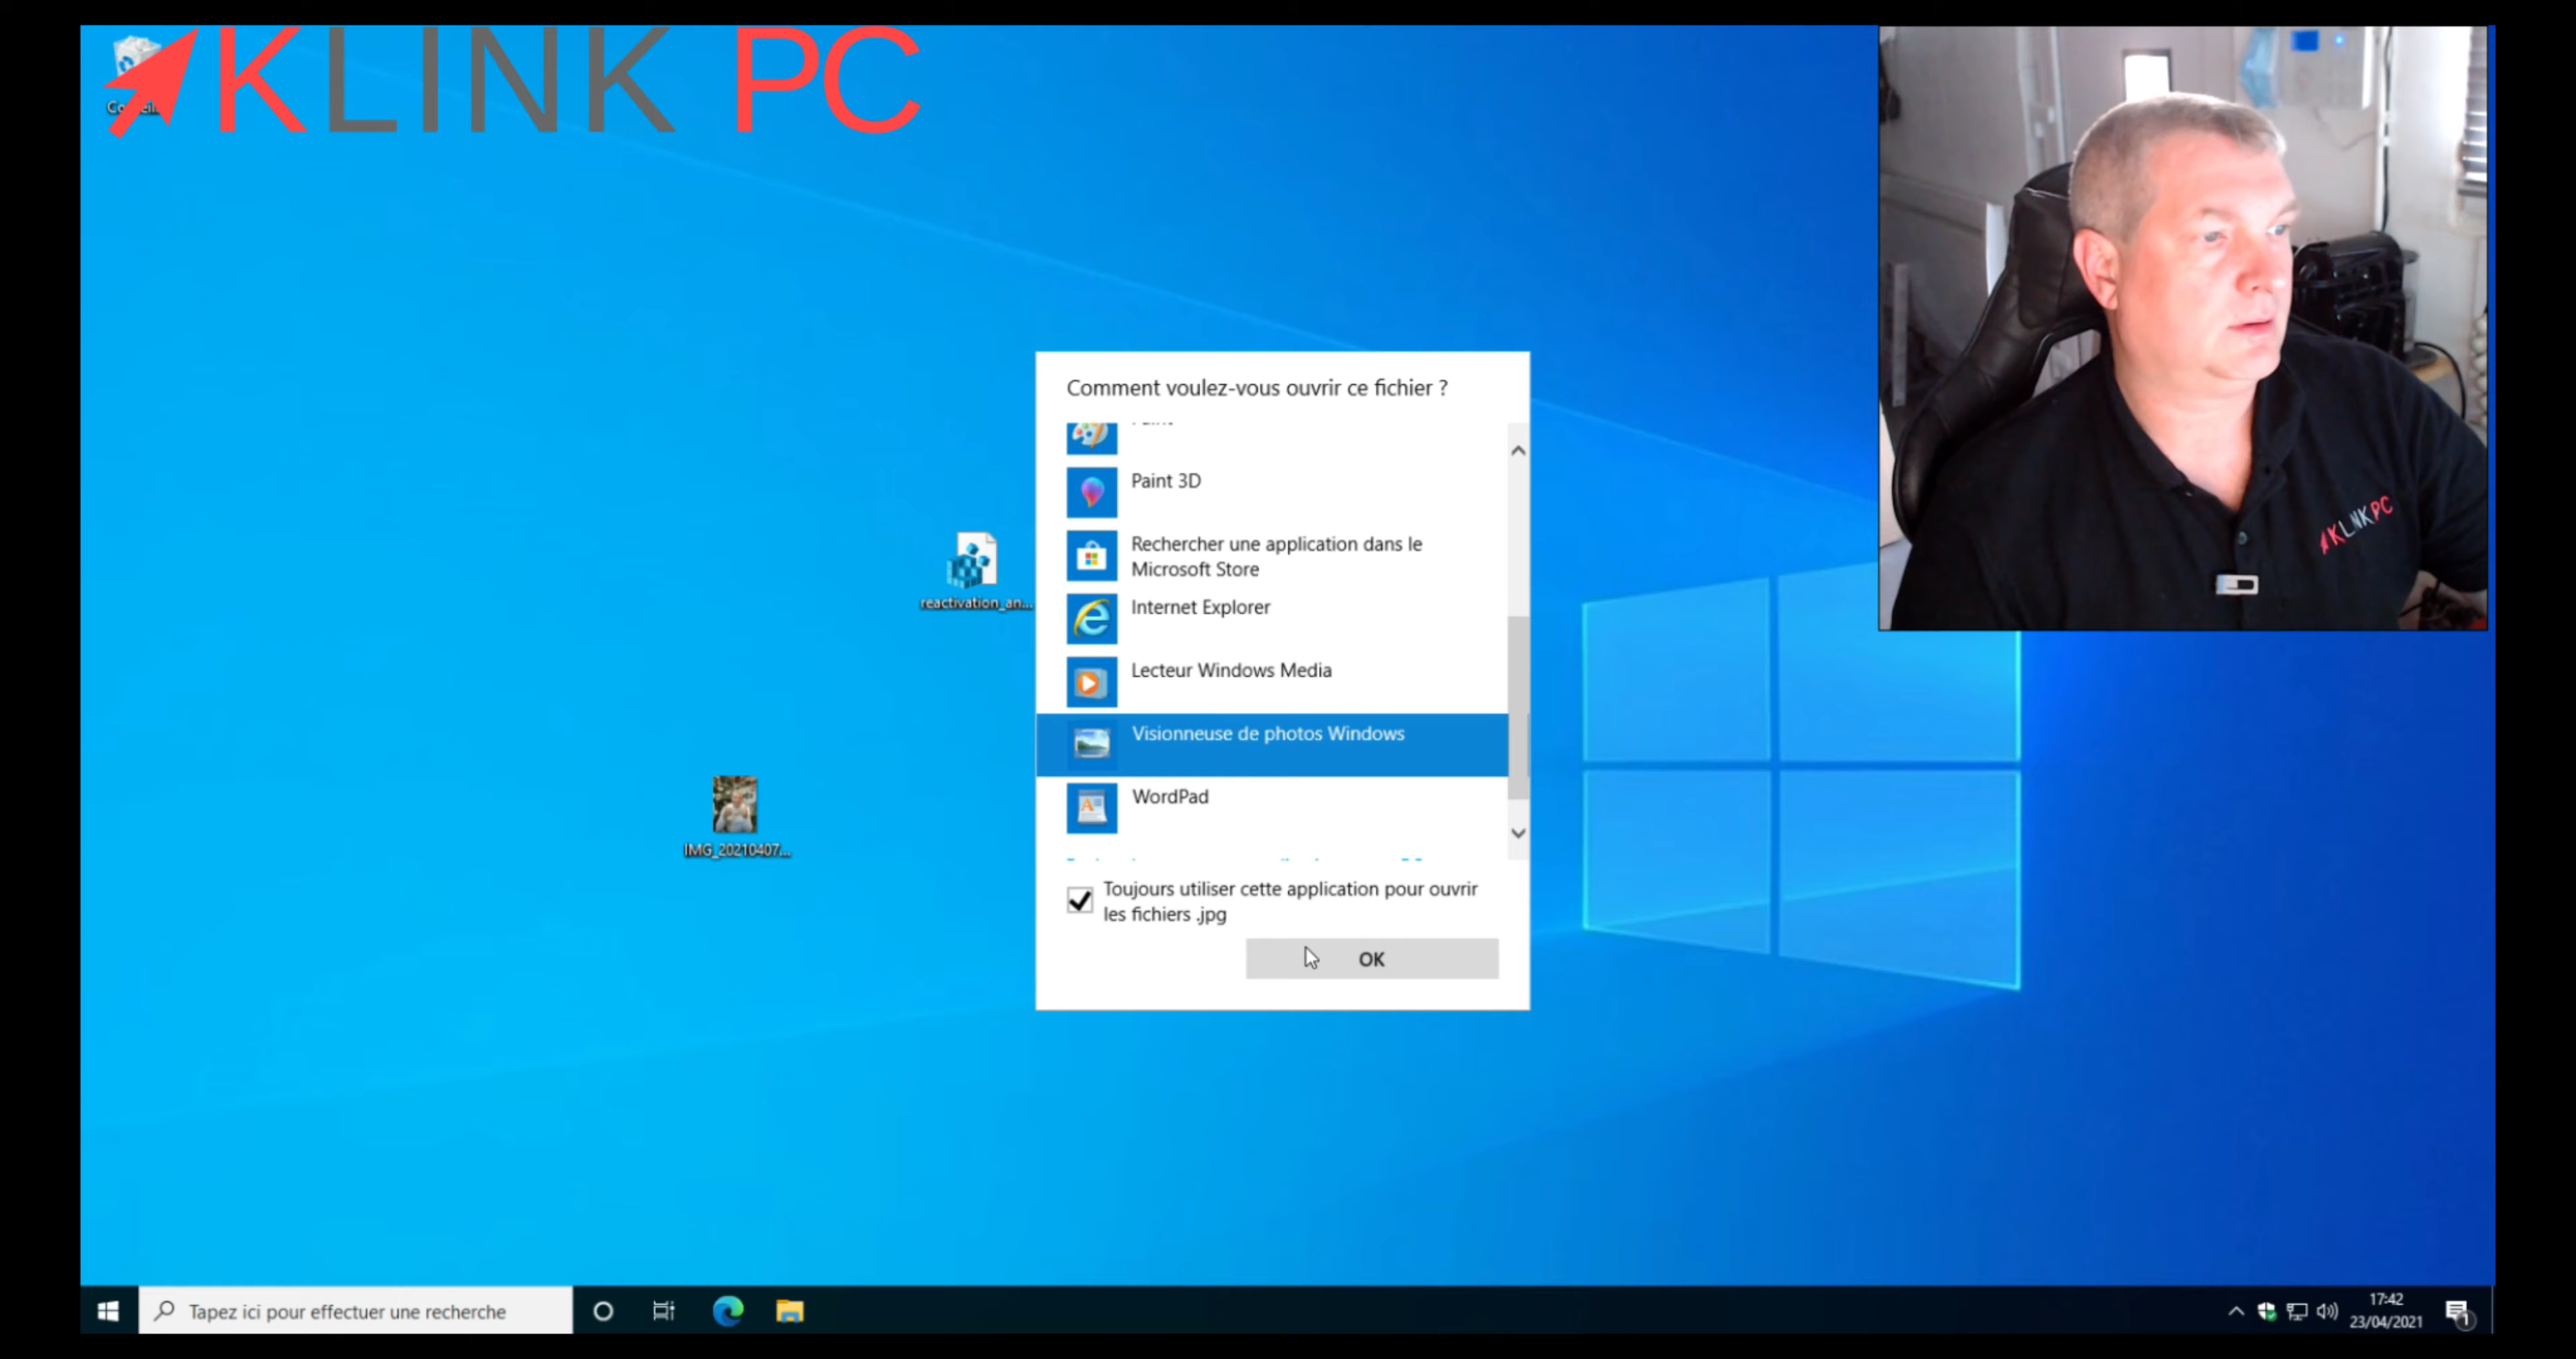 KLINK PC
Comment voulez-vous ouvrir ce fichier ?
Paint 3D
Rechercher une application dans le
Microsoft Store
Internet Explorer
Lecteur Windows Media
Visionneuse de photos Windows
WordPad
Toujours utiliser cette application pour ouvrir
les fichiers .jpg
OK
reactivation_an...
IMG_20210407...
KLINKPC
Tapez ici pour effectuer une recherche
17:42
23/04/2021
1